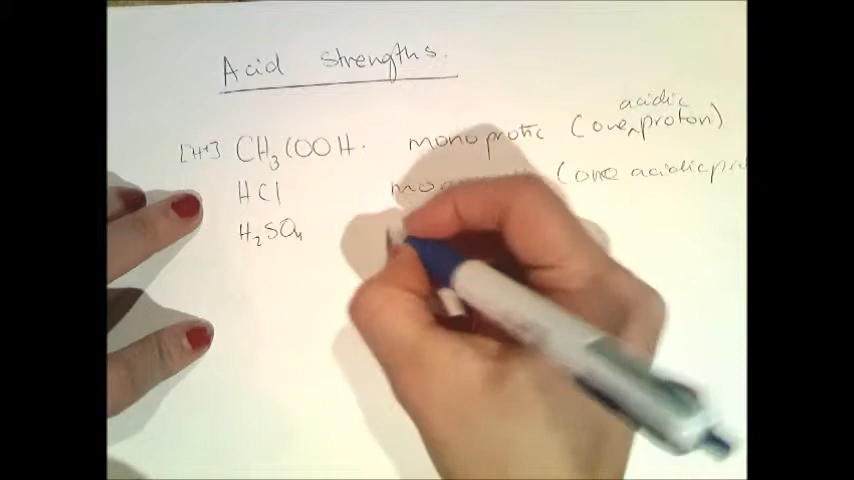 Acid strengths.
acidic
[H+] CH₃COOH. monoprotic (one ^ proton)
HCl (one acidic
H₂SO₄